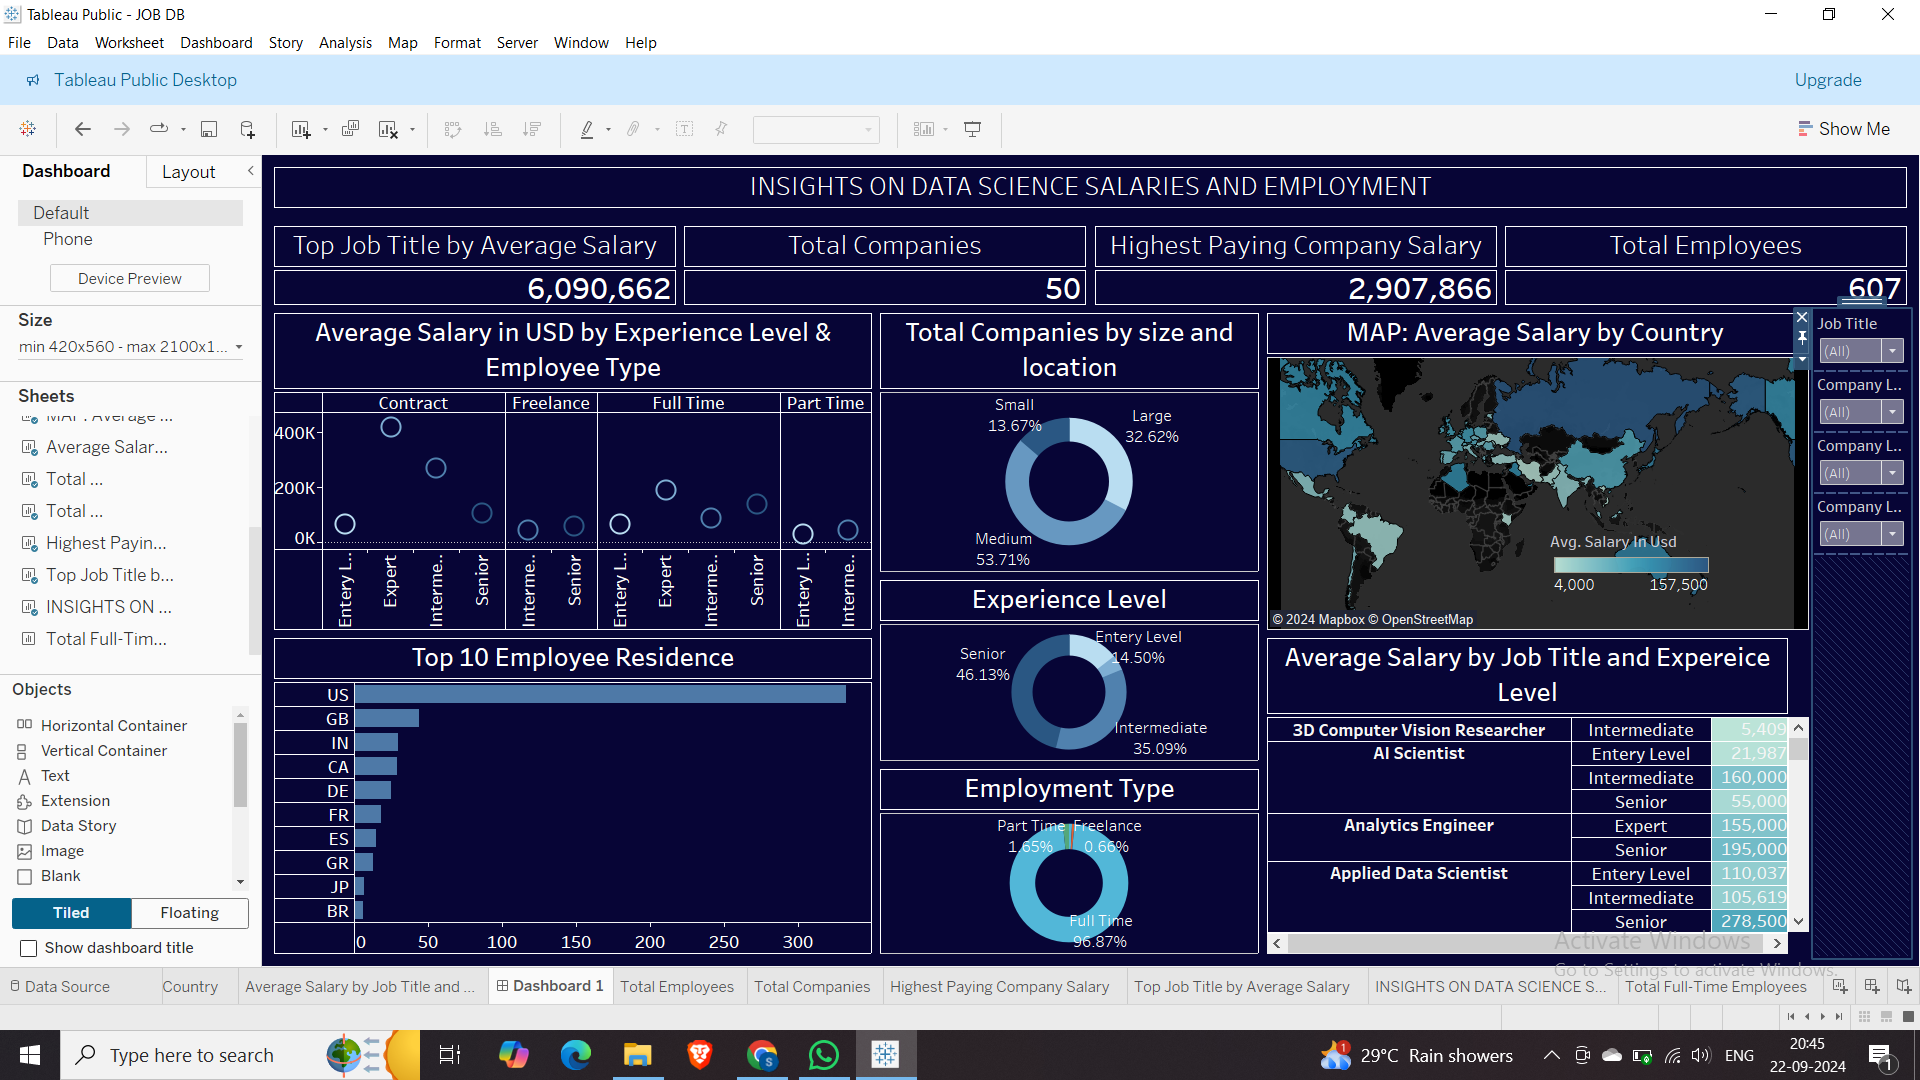 Tableau Public - JOB DB
File Data Worksheet Dashboard Story Analysis Map Format Server Window Help
Tableau Public Desktop
Upgrade
Show Me
Dashboard
Layout
Default
Phone
Device Preview
Size
min 420x560 - max 2100x1...
Sheets
MAP: Average ...
Average Salar...
Total ...
Total ...
Highest Payin...
Top Job Title b...
INSIGHTS ON ...
Total Full-Tim...
Objects
Horizontal Container
Vertical Container
Text
Extension
Data Story
Image
Blank
Tiled
Floating
Show dashboard title
INSIGHTS ON DATA SCIENCE SALARIES AND EMPLOYMENT
Top Job Title by Average Salary
6,090,662
Total Companies
50
Highest Paying Company Salary
2,907,866
Total Employees
607
Average Salary in USD by Experience Level &
Employee Type
Contract Freelance Full Time Part Time
400K
200K
0K
Entery L..
Expert
Interme..
Senior
Interme..
Senior
Entery L..
Expert
Interme..
Senior
Entery L..
Interme..
Top 10 Employee Residence
US
GB
IN
CA
DE
FR
ES
GR
JP
BR
0 50 100 150 200 250 300
Total Companies by size and
location
Small
13.67%
Large
32.62%
Medium
53.71%
Experience Level
Entery Level
14.50%
Senior
46.13%
Intermediate
35.09%
Employment Type
Part Time
1.65%
Freelance
0.66%
Full Time
96.87%
MAP: Average Salary by Country
Avg. Salary In Usd
4,000 157,500
© 2024 Mapbox © OpenStreetMap
Average Salary by Job Title and Expereice
Level
3D Computer Vision Researcher Intermediate 5,409
AI Scientist Entery Level 21,987
Intermediate 160,000
Senior 55,000
Analytics Engineer Expert 155,000
Senior 195,000
Applied Data Scientist Entery Level 110,037
Intermediate 105,619
Senior 278,500
Job Title
(All)
Company L..
(All)
Company L..
(All)
Company L..
(All)
Activate Windows
Go to Settings to activate Windows.
Data Source
Country
Average Salary by Job Title and ...
Dashboard 1
Total Employees
Total Companies
Highest Paying Company Salary
Top Job Title by Average Salary
INSIGHTS ON DATA SCIENCE S...
Total Full-Time Employees
Type here to search
1
29°C Rain showers
ENG
20:45
22-09-2024
1